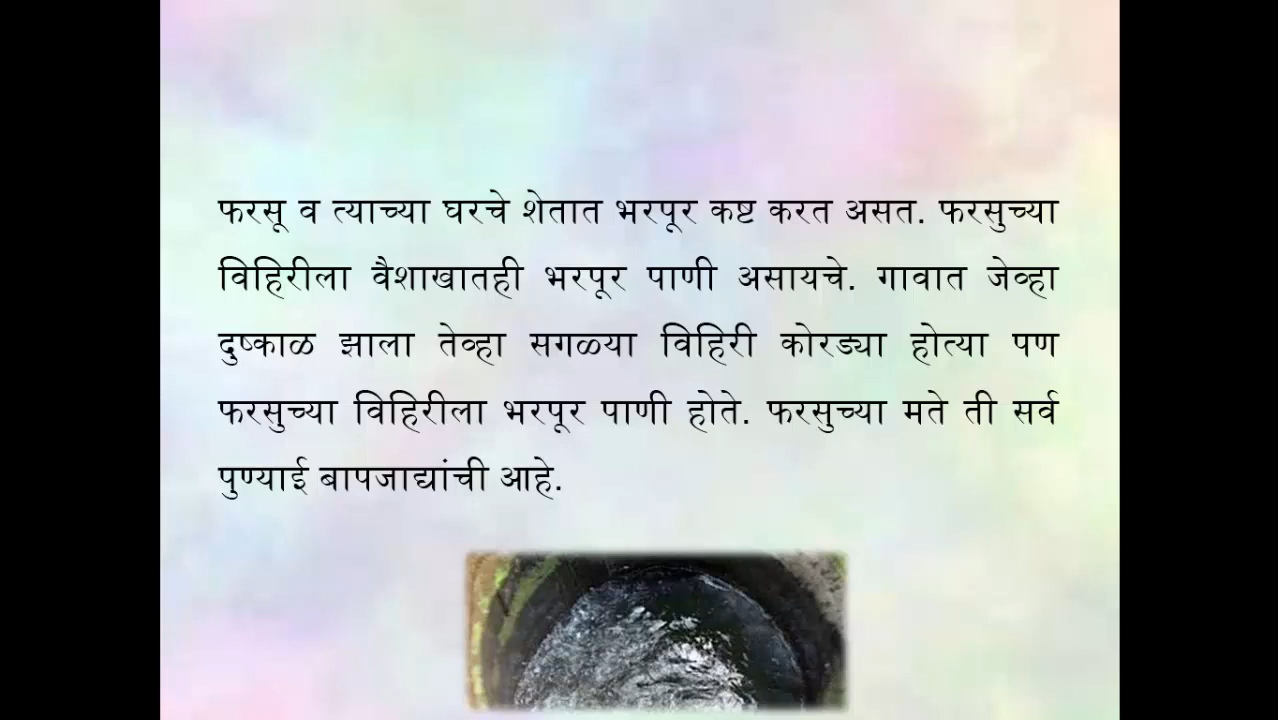 फरसू व त्याच्या घरचे शेतात भरपूर कष्ट करत असत. फरसुच्या
विहिरीला वैशाखातही भरपूर पाणी असायचे. गावात जेव्हा
दुष्काळ झाला तेव्हा सगळ्या विहिरी कोरड्या होत्या पण
फरसुच्या विहिरीला भरपूर पाणी होते. फरसुच्या मते ती सर्व
पुण्याई बापजाद्यांची आहे.